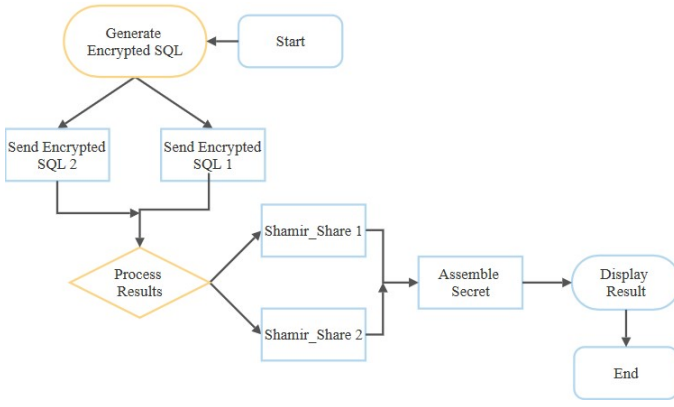 Generate
Encrypted SQL
Start
Send Encrypted
SQL 2
Send Encrypted
SQL 1
Process
Results
Shamir_Share 1
Shamir_Share 2
Assemble
Secret
Display
Result
End